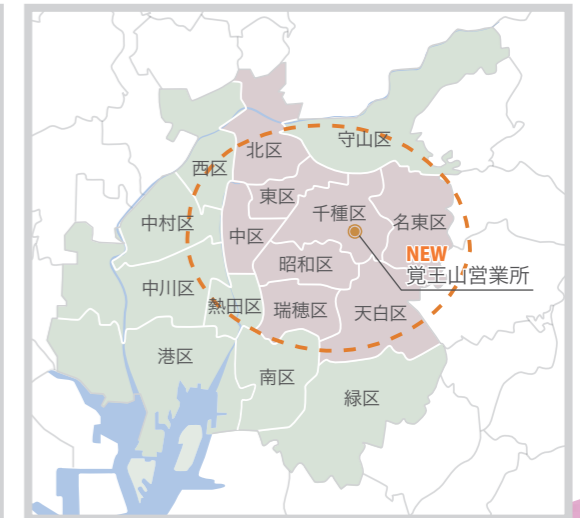 北区
守山区
西区
東区
千種区
名東区
中村区
中区
NEW
覚王山営業所
昭和区
中川区
熱田区
瑞穂区
天白区
港区
南区
緑区